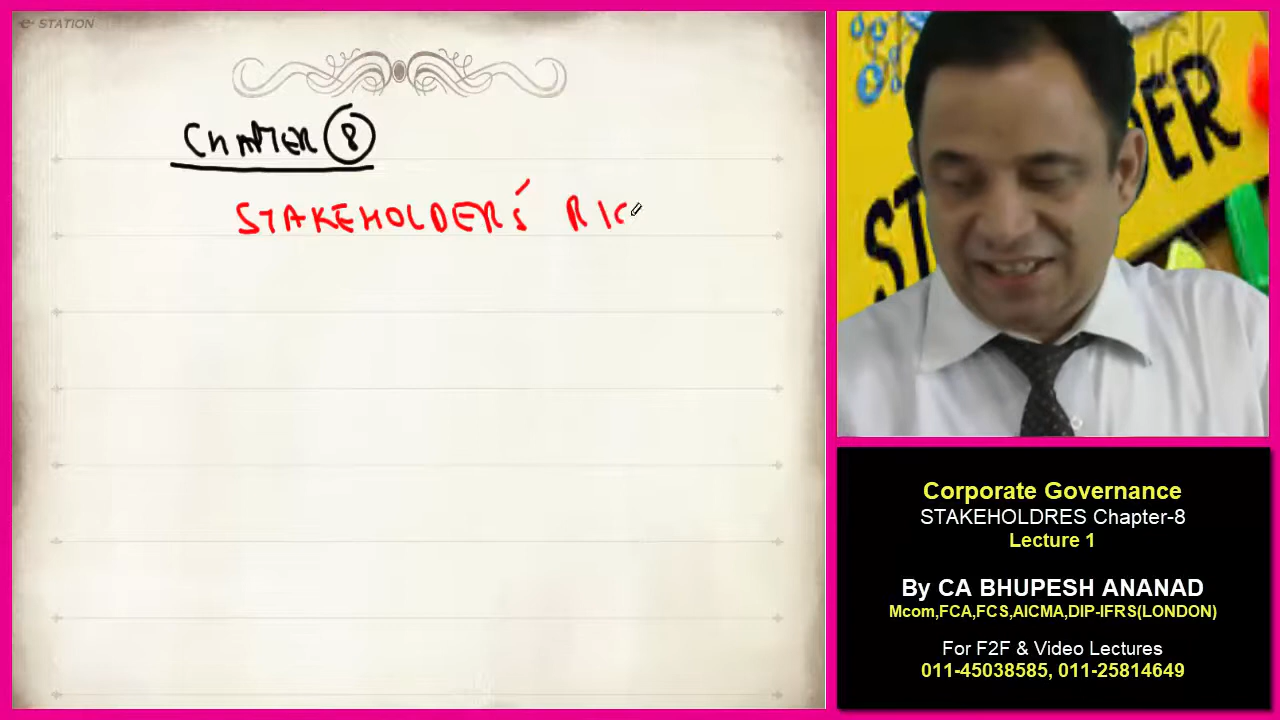 e-STATION
CHAPTER 8
STAKEHOLDER'S RIG
Corporate Governance
STAKEHOLDRES Chapter-8
Lecture 1
By CA BHUPESH ANANAD
Mcom,FCA,FCS,AICMA,DIP-IFRS(LONDON)
For F2F & Video Lectures
011-45038585, 011-25814649